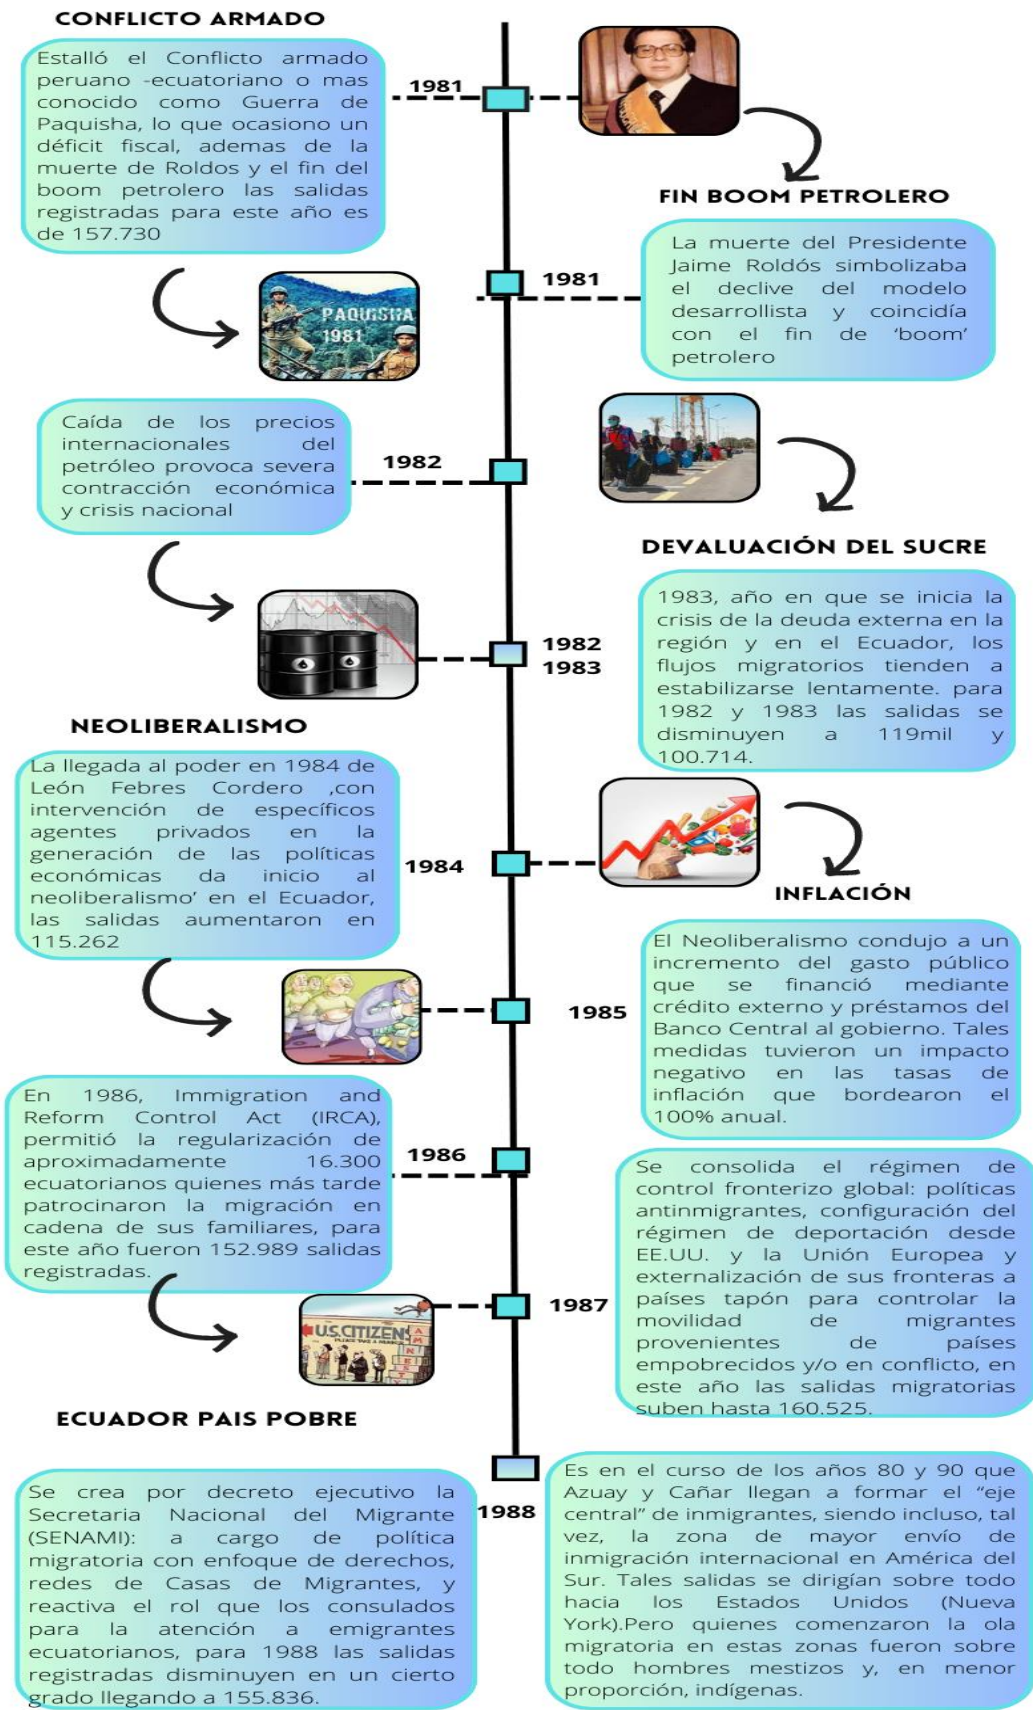 CONFLICTO ARMADO
Estalló el Conflicto armado
peruano -ecuatoriano o mas
conocido como Guerra de
Paquisha, lo que ocasiono un
déficit fiscal, ademas de la
muerte de Roldos y el fin del
boom petrolero las salidas
registradas para este año es
de 157.730
1981
FIN BOOM PETROLERO
La muerte del Presidente
Jaime Roldós simbolizaba
el declive del modelo
desarrollista y coincidía
con el fin de ‘boom’
petrolero
1981
PAQUISHA
1981
Caída de los precios
internacionales del
petróleo provoca severa
contracción económica
y crisis nacional
1982
DEVALUACIÓN DEL SUCRE
1983, año en que se inicia la
crisis de la deuda externa en la
región y en el Ecuador, los
flujos migratorios tienden a
estabilizarse lentamente. para
1982 y 1983 las salidas se
disminuyen a 119mil y
100.714.
1982
1983
NEOLIBERALISMO
La llegada al poder en 1984 de
León Febres Cordero ,con
intervención de específicos
agentes privados en la
generación de las políticas
económicas da inicio al
neoliberalismo’ en el Ecuador,
las salidas aumentaron en
115.262
1984
INFLACIÓN
El Neoliberalismo condujo a un
incremento del gasto público
que se financió mediante
crédito externo y préstamos del
Banco Central al gobierno. Tales
medidas tuvieron un impacto
negativo en las tasas de
inflación que bordearon el
100% anual.
1985
En 1986, Immigration and
Reform Control Act (IRCA),
permitió la regularización de
aproximadamente 16.300
ecuatorianos quienes más tarde
patrocinaron la migración en
cadena de sus familiares, para
este año fueron 152.989 salidas
registradas.
1986
Se consolida el régimen de
control fronterizo global: políticas
antinmigrantes, configuración del
régimen de deportación desde
EE.UU. y la Unión Europea y
externalización de sus fronteras a
países tapón para controlar la
movilidad de migrantes
provenientes de países
empobrecidos y/o en conflicto, en
este año las salidas migratorias
suben hasta 160.525.
1987
U.S.CITIZENS
PLEASE TAKE A NUMBER
AMNESTY
ECUADOR PAIS POBRE
Se crea por decreto ejecutivo la
Secretaria Nacional del Migrante
(SENAMI): a cargo de política
migratoria con enfoque de derechos,
redes de Casas de Migrantes, y
reactiva el rol que los consulados
para la atención a emigrantes
ecuatorianos, para 1988 las salidas
registradas disminuyen en un cierto
grado llegando a 155.836.
1988
Es en el curso de los años 80 y 90 que
Azuay y Cañar llegan a formar el “eje
central” de inmigrantes, siendo incluso, tal
vez, la zona de mayor envío de
inmigración internacional en América del
Sur. Tales salidas se dirigían sobre todo
hacia los Estados Unidos (Nueva
York).Pero quienes comenzaron la ola
migratoria en estas zonas fueron sobre
todo hombres mestizos y, en menor
proporción, indígenas.